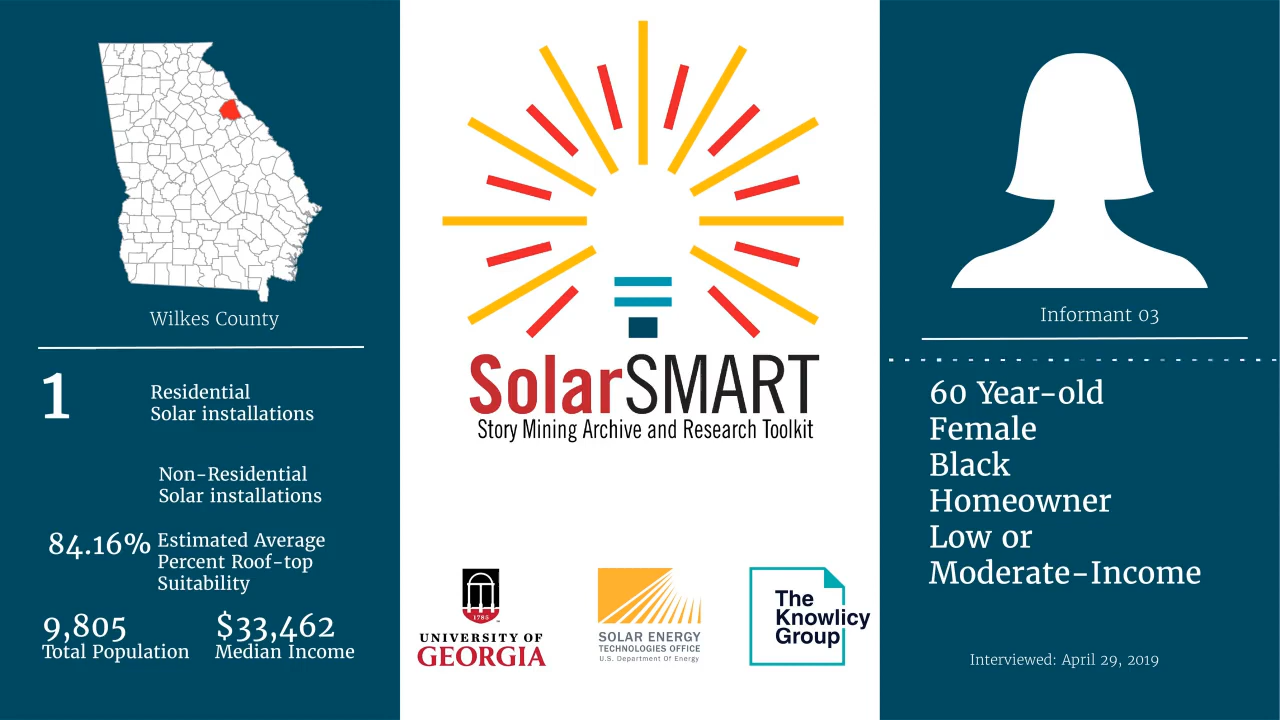 Wilkes County
1
Residential
Solar installations
Non-Residential
Solar installations
84.16%
Estimated Average
Percent Roof-top
Suitability
9,805
Total Population
$33,462
Median Income
SolarSMART
Story Mining Archive and Research Toolkit
1785
UNIVERSITY OF
GEORGIA
SOLAR ENERGY
TECHNOLOGIES OFFICE
U.S. Department Of Energy
The
Knowlicy
Group
Informant 03
60 Year-old
Female
Black
Homeowner
Low or
Moderate-Income
Interviewed: April 29, 2019